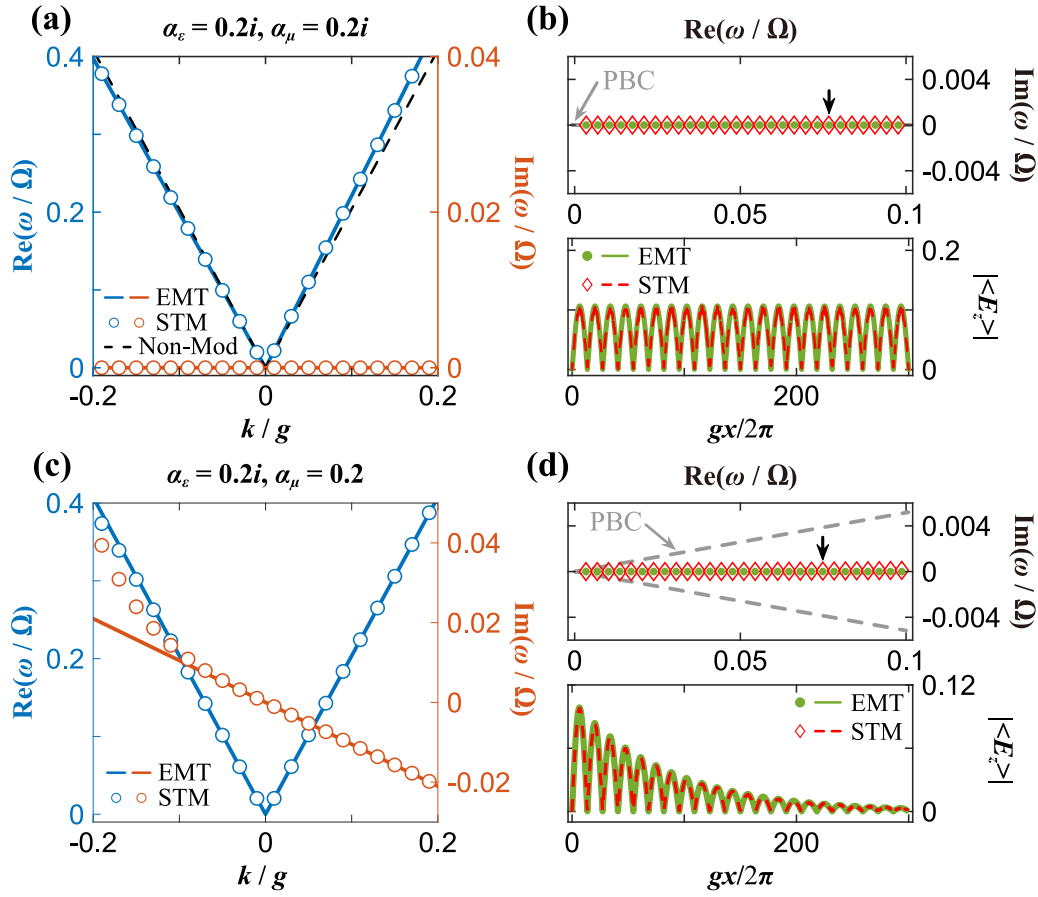 (a)
α_ε = 0.2i, α_μ = 0.2i
Re(ω / Ω)
0.4
0.2
0
Im(ω / Ω)
0.04
0.02
0
EMT
STM
Non-Mod
-0.2
0
0.2
k / g
(b)
Re(ω / Ω)
PBC
0.004
0
-0.004
Im(ω / Ω)
0
0.05
0.1
EMT
STM
0.2
0
|<E_z>|
0
200
gx/2π
(c)
α_ε = 0.2i, α_μ = 0.2
Re(ω / Ω)
0.4
0.2
0
Im(ω / Ω)
0.04
0.02
0
-0.02
EMT
STM
-0.2
0
0.2
k / g
(d)
Re(ω / Ω)
PBC
0.004
0
-0.004
Im(ω / Ω)
0
0.05
0.1
EMT
STM
0.12
0
|<E_z>|
0
200
gx/2π